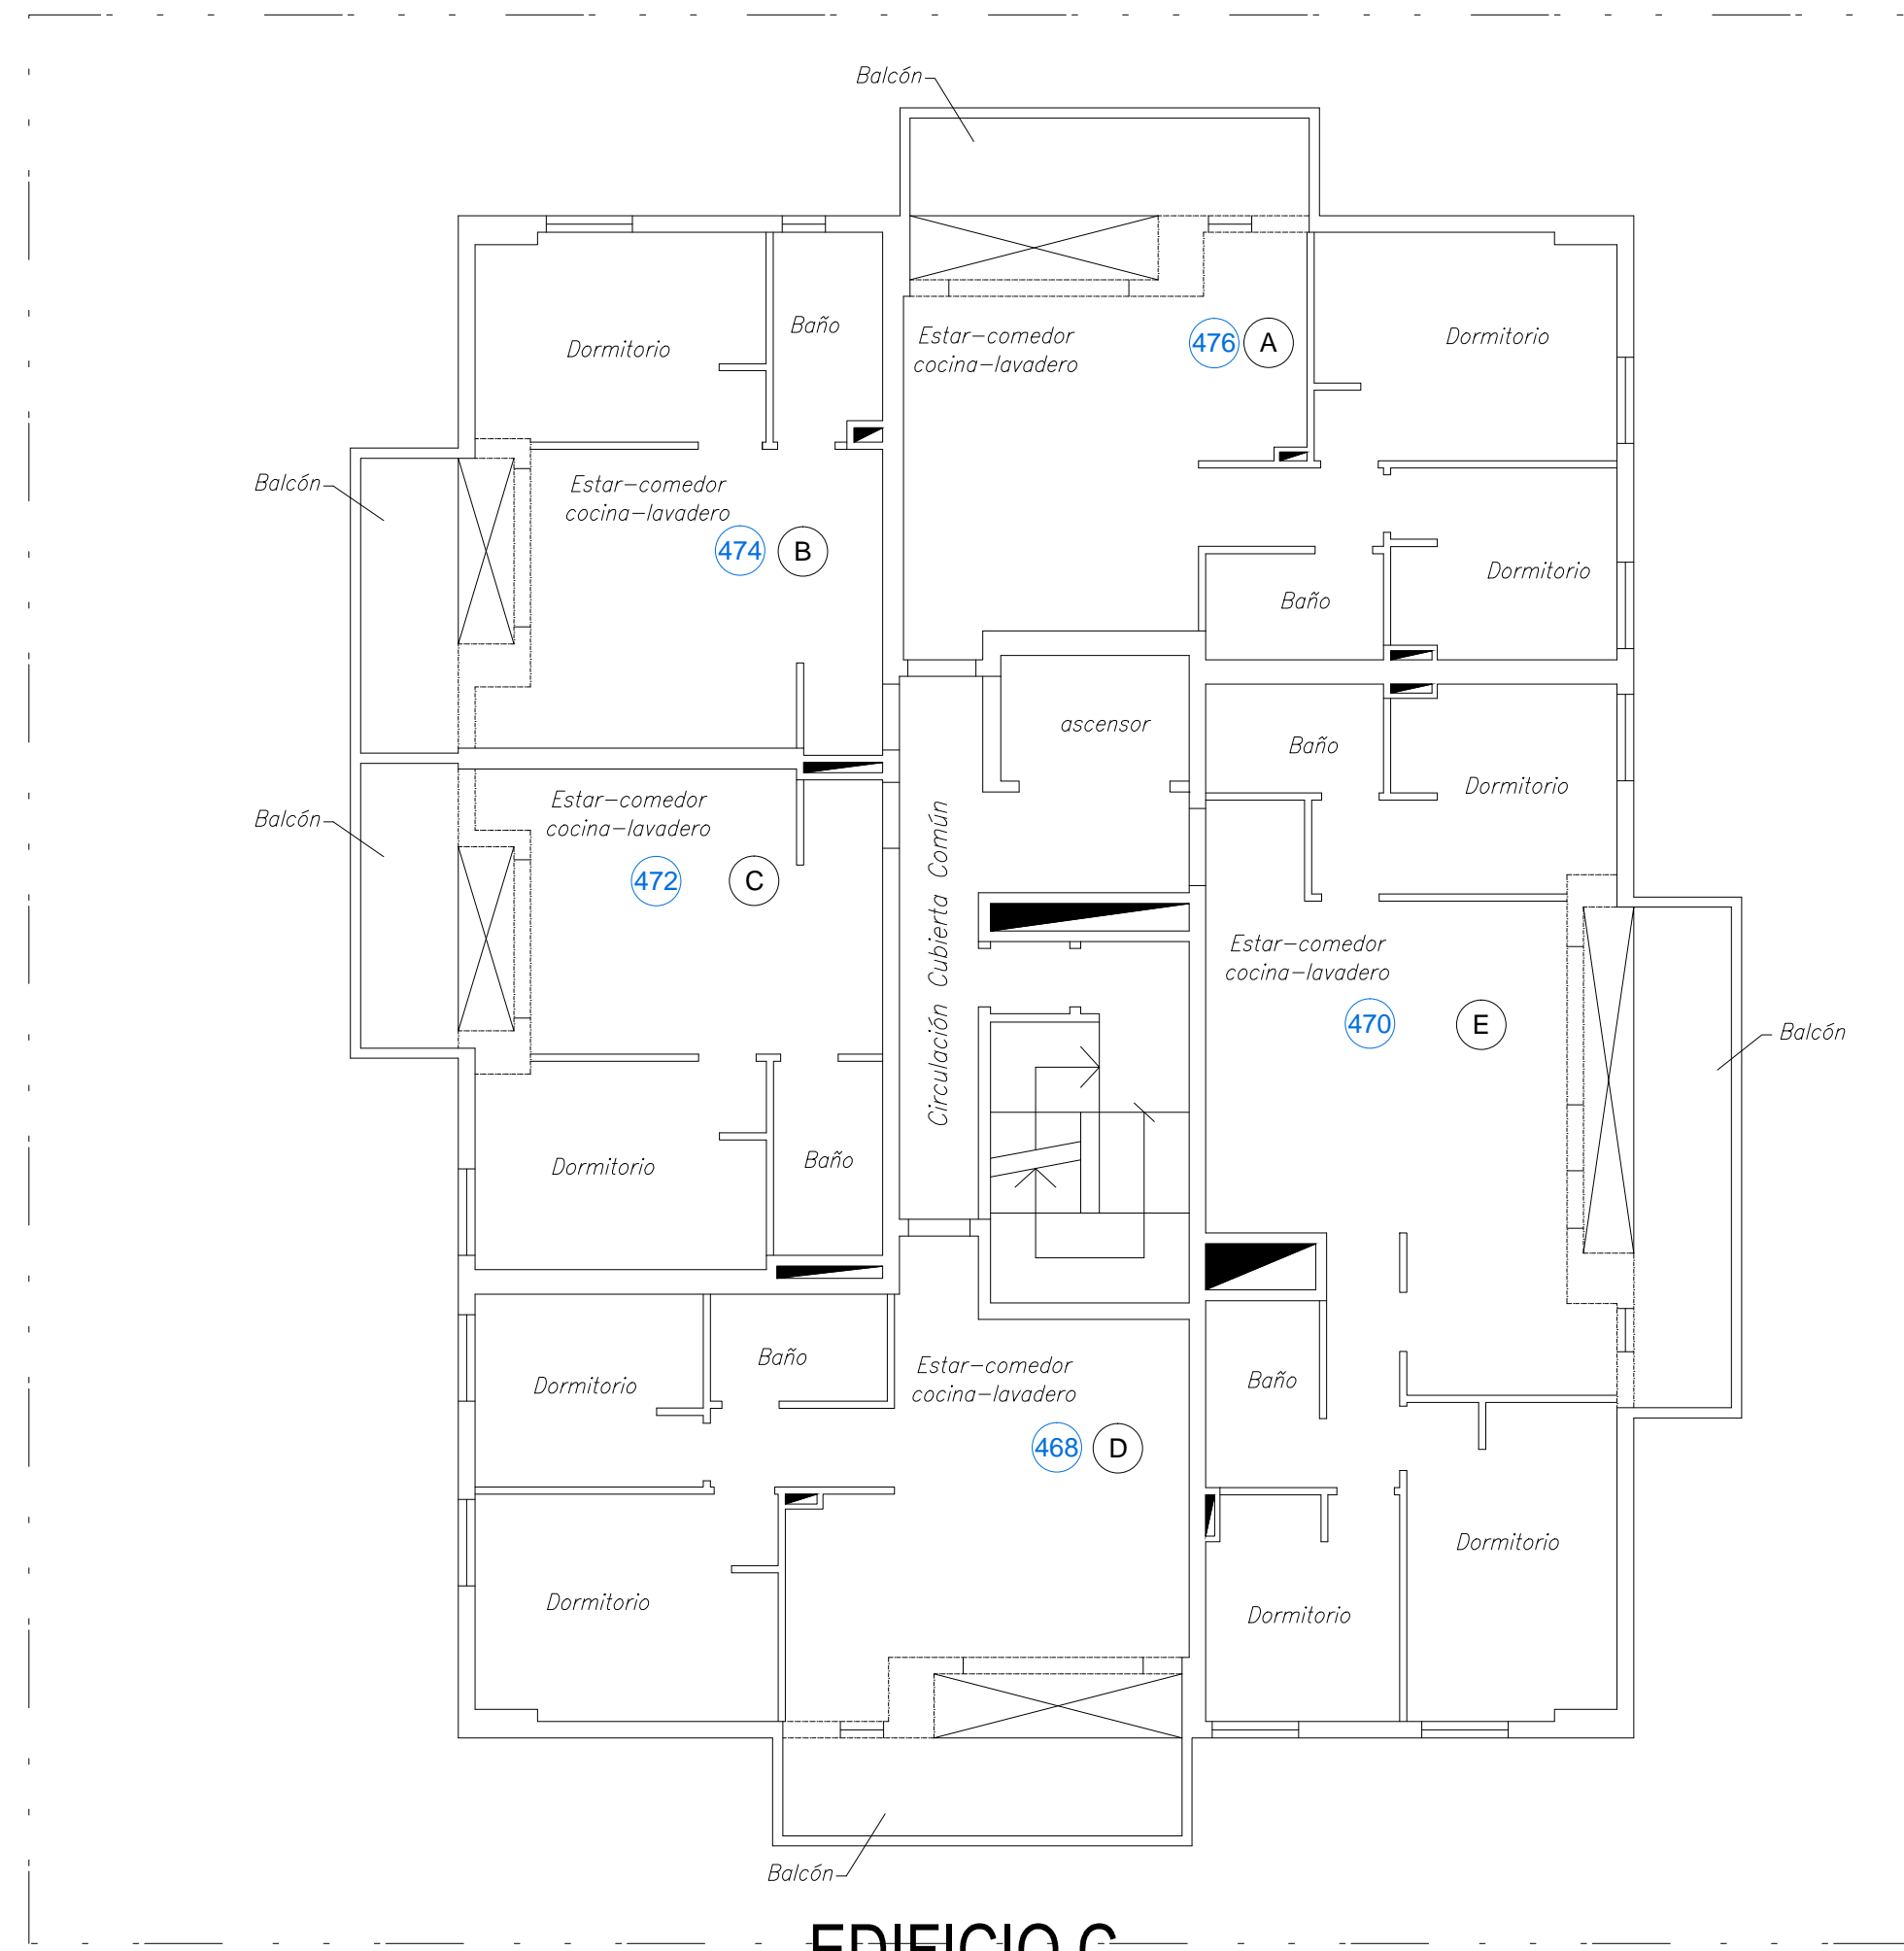 Balcón
Dormitorio
Baño
Estar-comedor
cocina-lavadero
476 A
Dormitorio
Balcón
Estar-comedor
cocina-lavadero
474 B
Dormitorio
Baño
ascensor
Baño
Dormitorio
Balcón
Estar-comedor
cocina-lavadero
472 C
Circulación Cubierta Común
Estar-comedor
cocina-lavadero
470 E
Balcón
Dormitorio
Baño
Dormitorio
Baño
Estar-comedor
cocina-lavadero
468 D
Baño
Dormitorio
Dormitorio
Dormitorio
Balcón
EDIFICIO C